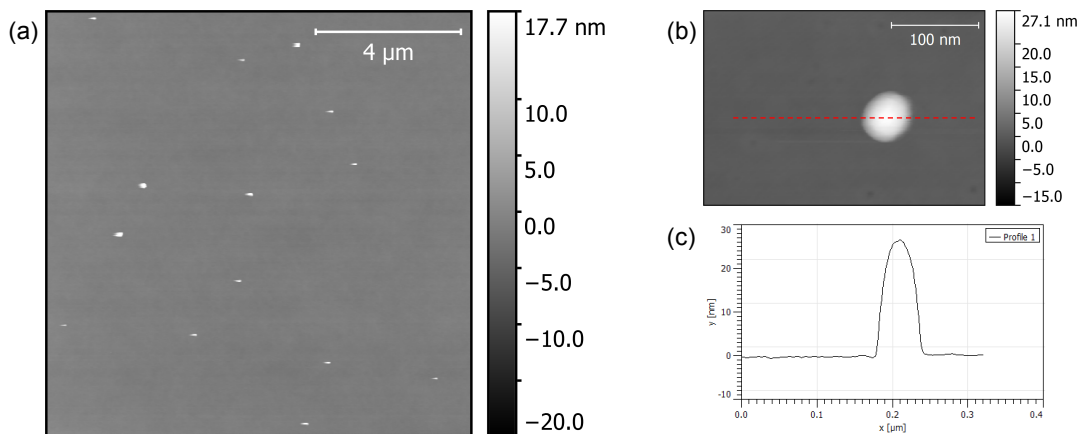 (a)
4 µm
17.7 nm
10.0
5.0
0.0
−5.0
−10.0
−20.0
(b)
100 nm
27.1 nm
20.0
15.0
10.0
5.0
0.0
−5.0
−15.0
(c)
Profile 1
30
20
10
0
-10
y [nm]
0.0 0.1 0.2 0.3 0.4
x [µm]